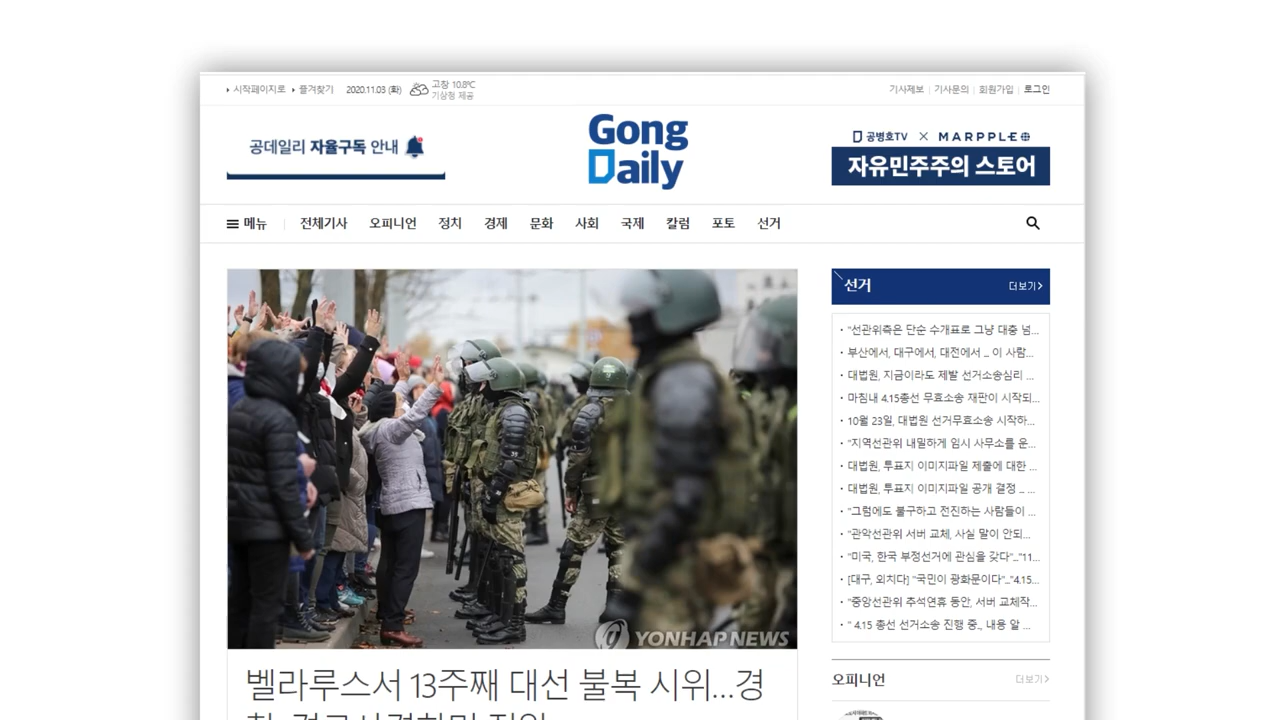 시작페이지로 즐겨찾기 2020.11.03 (화) 고창 10.8℃
기상청 제공
기사제보 | 기사문의 | 회원가입 | 로그인
공데일리 자율구독 안내
Gong
Daily
공병호TV × MARPPLE
자유민주주의 스토어
메뉴 전체기사 오피니언 정치 경제 문화 사회 국제 칼럼 포토 선거
YONHAP NEWS
벨라루스서 13주째 대선 불복 시위…경
선거 더보기
· "선관위측은 단순 수개표로 그냥 대충 넘...
· 부산에서, 대구에서, 대전에서 ... 이 사람...
· 대법원, 지금이라도 제발 선거소송심리 ...
· 마침내 4.15총선 무효소송 재판이 시작되...
· 10월 23일, 대법원 선거무효소송 시작하...
· "지역선관위 내밀하게 임시 사무소를 운...
· 대법원, 투표지 이미지파일 제출에 대한 ...
· 대법원, 투표지 이미지파일 공개 결정 ... ...
· "그럼에도 불구하고 전진하는 사람들이 ...
· "관악선관위 서버 교체, 사실 말이 안되...
· "미국, 한국 부정선거에 관심을 갖다"..."11...
· [대구, 외치다] "국민이 광화문이다"..."4.15...
· "중앙선관위 추석연휴 동안, 서버 교체작...
· " 4.15 총선 선거소송 진행 중., 내용 알 ...
오피니언 더보기